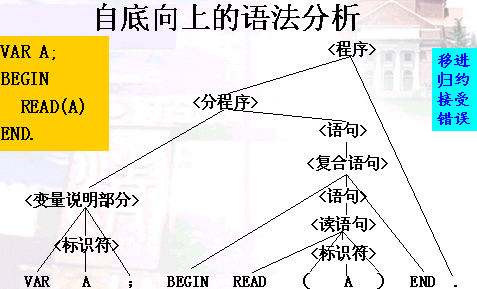 自底向上的语法分析
VAR A;
BEGIN
READ(A)
END.
移进
归约
接受
错误
<程序>
<分程序>
<语句>
<复合语句>
<变量说明部分>
<语句>
<读语句>
<标识符>
<标识符>
VAR A ; BEGIN READ ( A ) END .